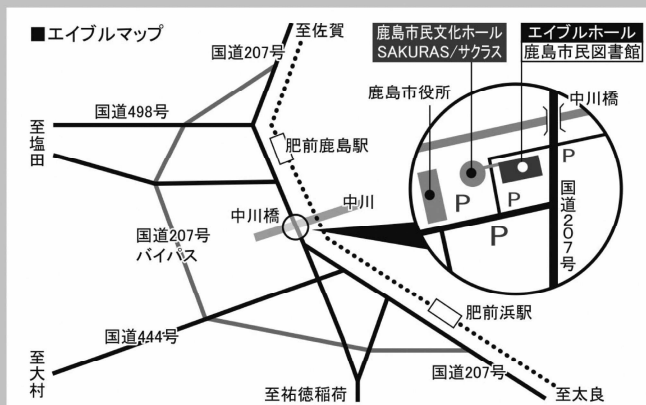 ■エイブルマップ
至佐賀
国道207号
国道498号
至塩田
肥前鹿島駅
中川橋
中川
国道207号
バイパス
国道444号
至大村
肥前浜駅
国道207号
至祐徳稲荷
至太良
鹿島市民文化ホール
SAKURAS/サクラス
エイブルホール
鹿島市民図書館
鹿島市役所
中川橋
P
P
P
P
国道207号